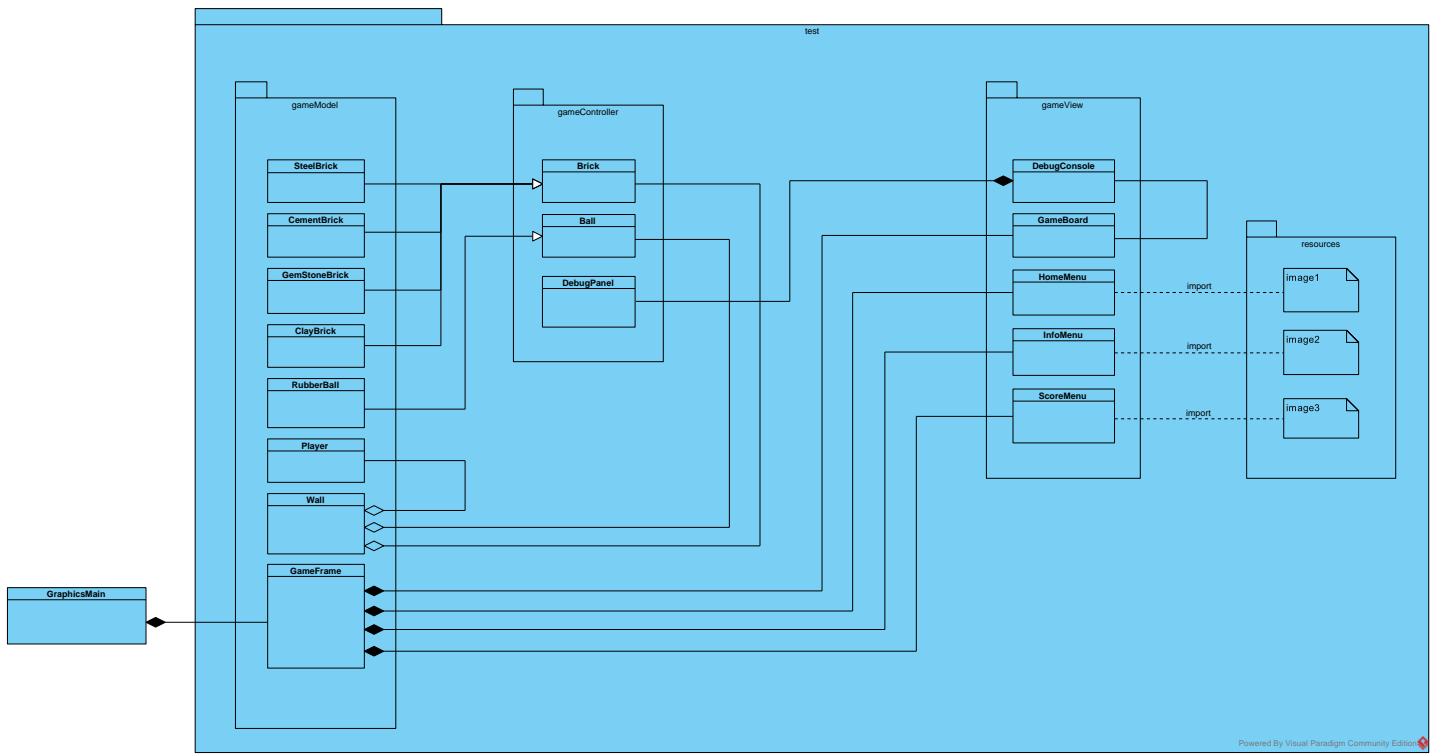 test
gameModel
SteelBrick
CementBrick
GemStoneBrick
ClayBrick
RubberBall
Player
Wall
GameFrame
GraphicsMain
gameController
Brick
Ball
DebugPanel
gameView
DebugConsole
GameBoard
HomeMenu
InfoMenu
ScoreMenu
import
import
import
resources
image1
image2
image3
Powered By Visual Paradigm Community Edition